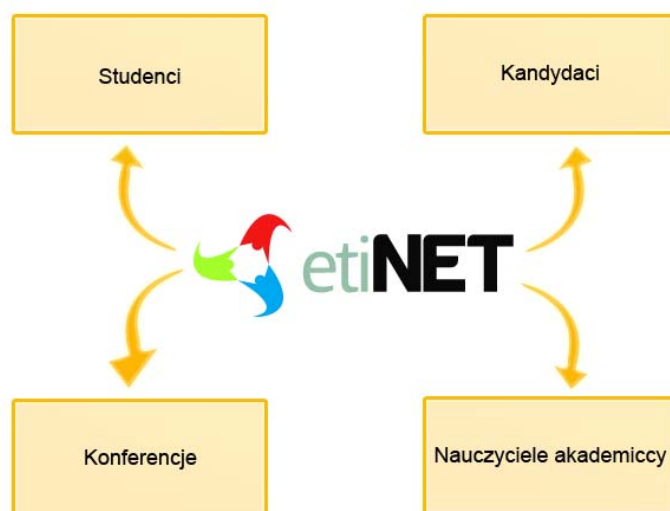 Studenci
Kandydaci
etiNET
Konferencje
Nauczyciele akademiccy